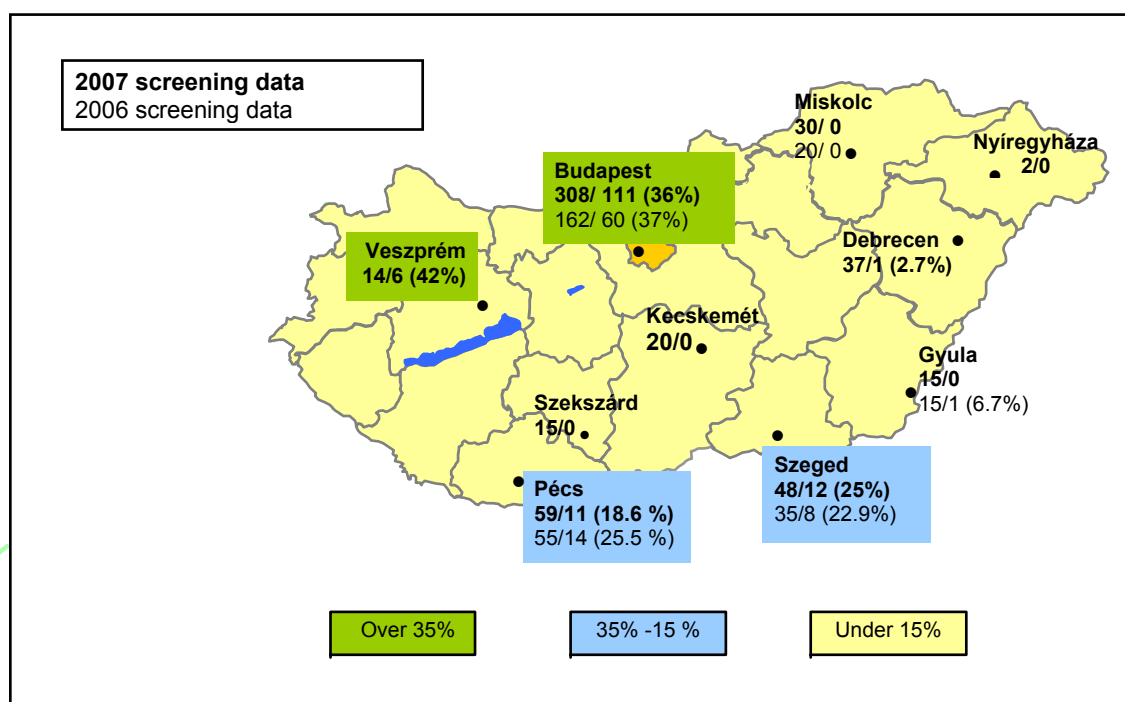 2007 screening data
2006 screening data
Miskolc
30/ 0
20/ 0
Nyíregyháza
2/0
Budapest
308/ 111 (36%)
162/ 60 (37%)
Debrecen
37/1 (2.7%)
Veszprém
14/6 (42%)
Kecskemét
20/0
Gyula
15/0
15/1 (6.7%)
Szekszárd
15/0
Szeged
48/12 (25%)
35/8 (22.9%)
Pécs
59/11 (18.6 %)
55/14 (25.5 %)
Over 35%
35% -15 %
Under 15%